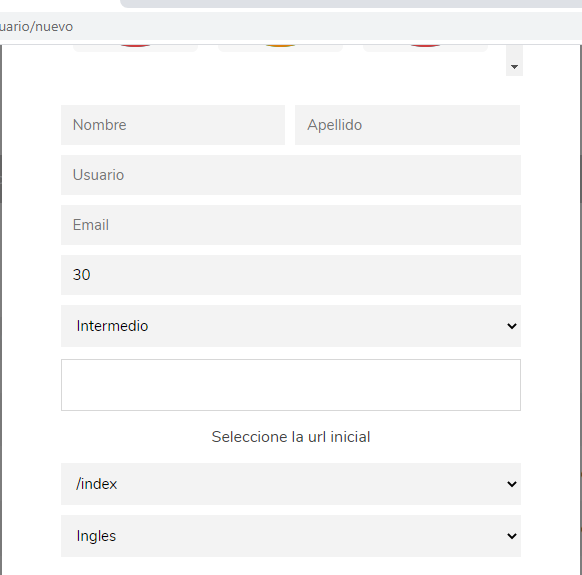 uario/nuevo
Nombre Apellido
Usuario
Email
30
Intermedio
Seleccione la url inicial
/index
Ingles